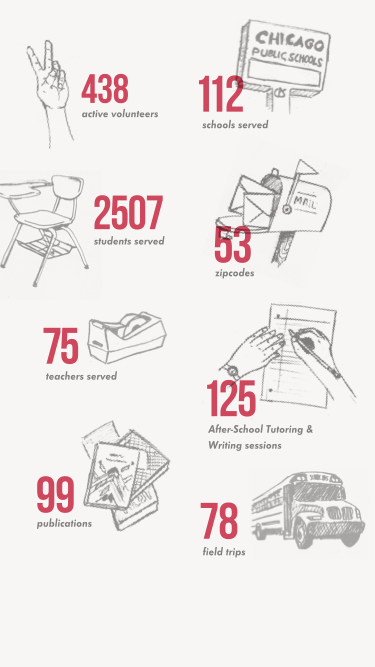 438
active volunteers
CHICAGO
PUBLIC SCHOOLS
112
schools served
2507
students served
MAIL
53
zipcodes
75
teachers served
125
After-School Tutoring &
Writing sessions
99
publications
78
field trips